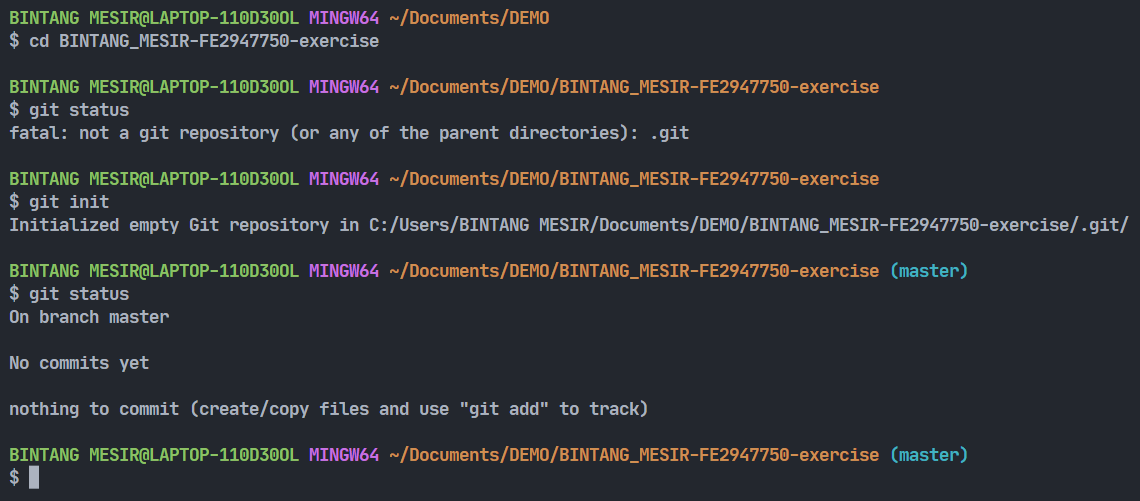 BINTANG MESIR@LAPTOP-110D30OL MINGW64 ~/Documents/DEMO
$ cd BINTANG_MESIR-FE2947750-exercise
BINTANG MESIR@LAPTOP-110D30OL MINGW64 ~/Documents/DEMO/BINTANG_MESIR-FE2947750-exercise
$ git status
fatal: not a git repository (or any of the parent directories): .git
BINTANG MESIR@LAPTOP-110D30OL MINGW64 ~/Documents/DEMO/BINTANG_MESIR-FE2947750-exercise
$ git init
Initialized empty Git repository in C:/Users/BINTANG MESIR/Documents/DEMO/BINTANG_MESIR-FE2947750-exercise/.git/
BINTANG MESIR@LAPTOP-110D30OL MINGW64 ~/Documents/DEMO/BINTANG_MESIR-FE2947750-exercise (master)
$ git status
On branch master
No commits yet
nothing to commit (create/copy files and use "git add" to track)
BINTANG MESIR@LAPTOP-110D30OL MINGW64 ~/Documents/DEMO/BINTANG_MESIR-FE2947750-exercise (master)
$